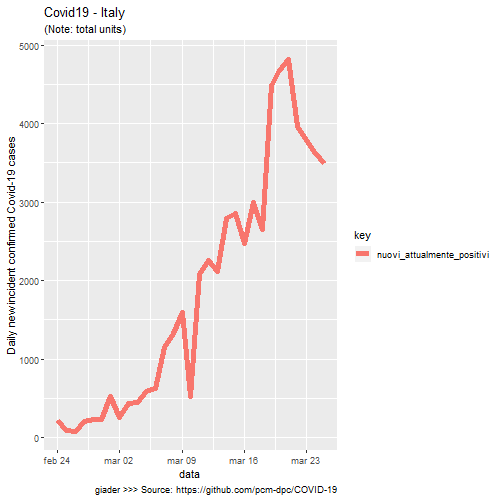 Covid19 - Italy
(Note: total units)
Daily new/incident confirmed Covid-19 cases
5000
4000
3000
2000
1000
0
feb 24
mar 02
mar 09
mar 16
mar 23
data
key
nuovi_attualmente_positivi
giader >>> Source: https://github.com/pcm-dpc/COVID-19